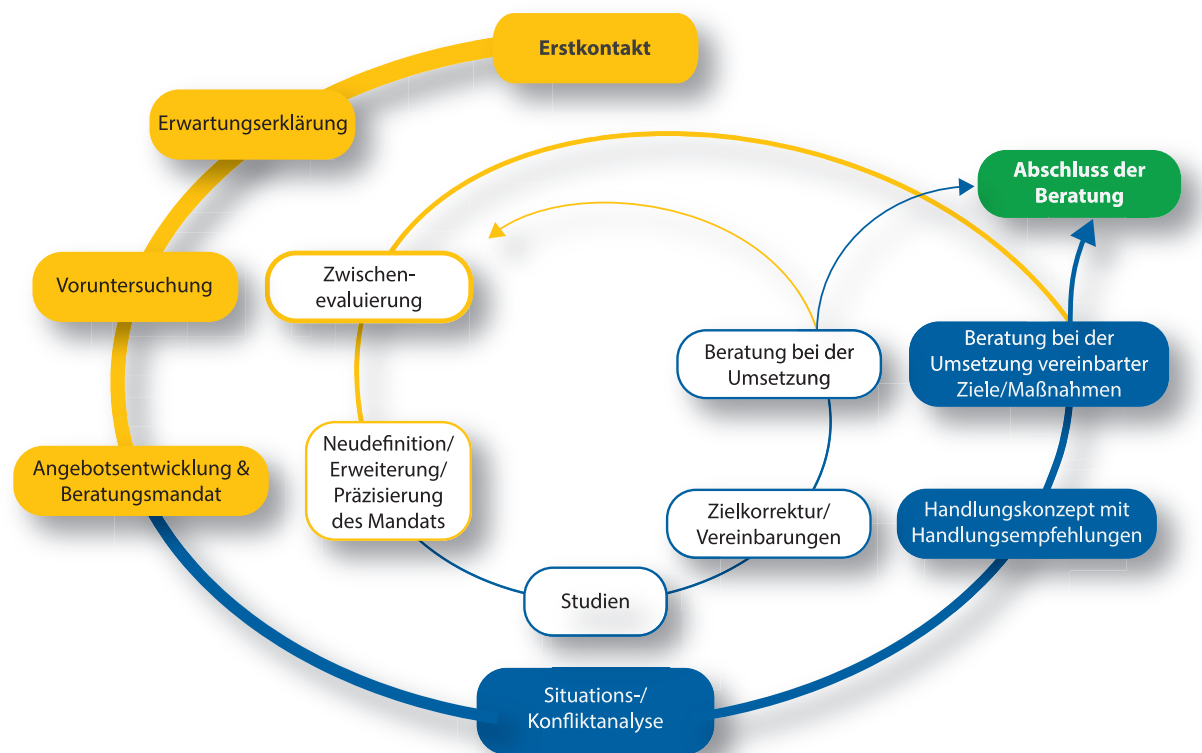 Erstkontakt
Erwartungserklärung
Voruntersuchung
Angebotsentwicklung &
Beratungsmandat
Situations-/
Konfliktanalyse
Handlungskonzept mit
Handlungsempfehlungen
Beratung bei der
Umsetzung vereinbarter
Ziele/Maßnahmen
Abschluss der
Beratung
Zwischen-
evaluierung
Neudefinition/
Erweiterung/
Präzisierung
des Mandats
Studien
Zielkorrektur/
Vereinbarungen
Beratung bei der
Umsetzung